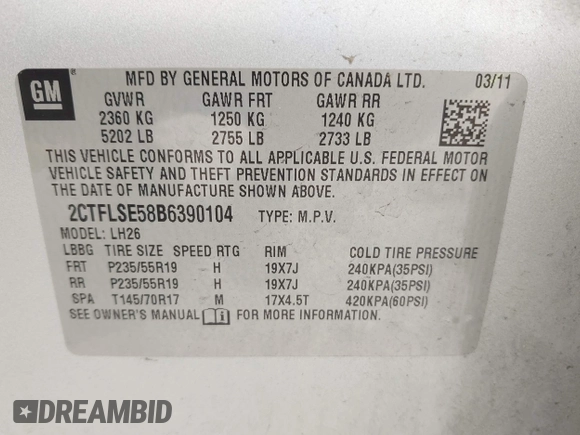 GM
MFD BY GENERAL MOTORS OF CANADA LTD. 03/11
GVWR GAWR FRT GAWR RR
2360 KG 1250 KG 1240 KG
5202 LB 2755 LB 2733 LB
THIS VEHICLE CONFORMS TO ALL APPLICABLE U.S. FEDERAL MOTOR
VEHICLE SAFETY AND THEFT PREVENTION STANDARDS IN EFFECT ON
THE DATE OF MANUFACTURE SHOWN ABOVE.
2CTFLSE58B6390104 TYPE: M.P.V.
MODEL: LH26
LBBG TIRE SIZE SPEED RTG RIM COLD TIRE PRESSURE
FRT P235/55R19 H 19X7J 240KPA(35PSI)
RR P235/55R19 H 19X7J 240KPA(35PSI)
SPA T145/70R17 M 17X4.5T 420KPA(60PSI)
SEE OWNER'S MANUAL FOR MORE INFORMATION
DREAMBID